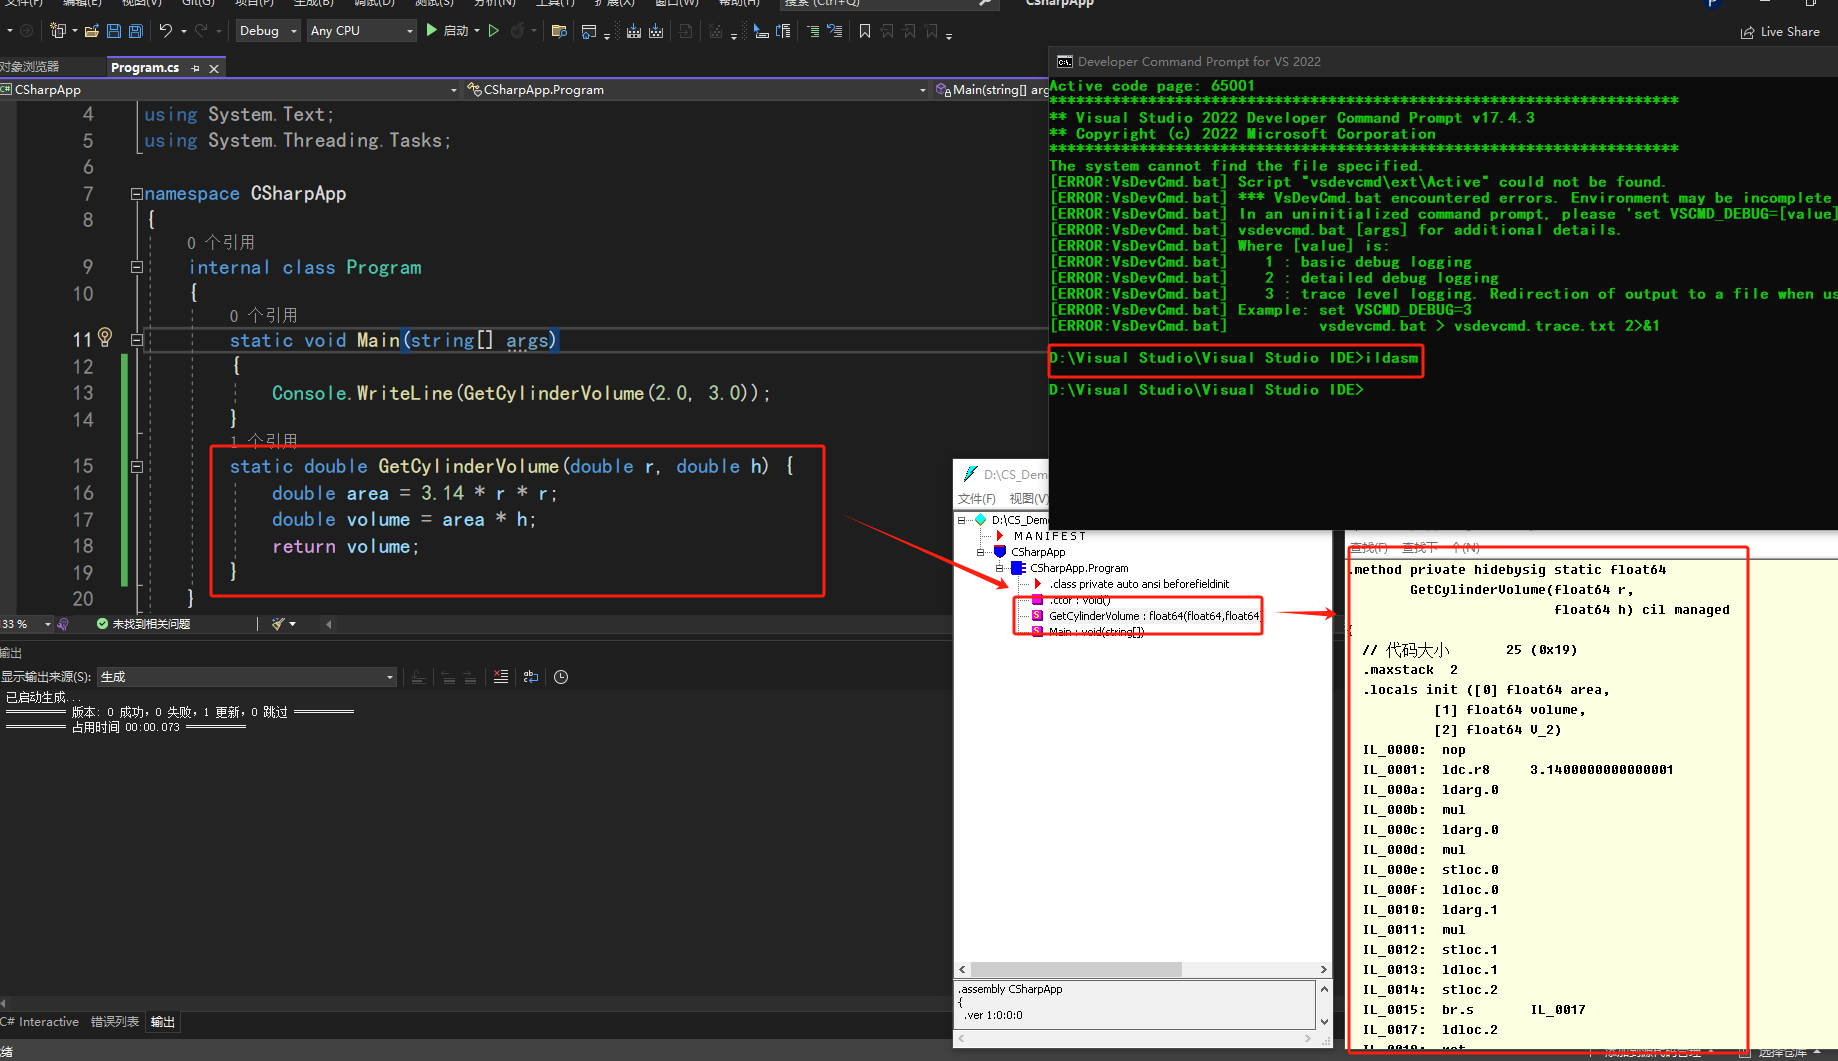 文件(F) 编辑(E) 视图(V) Git(G) 项目(P) 生成(B) 调试(D) 测试(S) 分析(N) 工具(T) 扩展(X) 窗口(W) 帮助(H) 搜索 (Ctrl+Q) CSharpApp P
Debug Any CPU 启动 Live Share
对象浏览器 Program.cs
CSharpApp CSharpApp.Program Main(string[] arg
4 using System.Text;
5 using System.Threading.Tasks;
6
7 namespace CSharpApp
8 {
0 个引用
9 internal class Program
10 {
0 个引用
11 static void Main(string[] args)
12 {
13 Console.WriteLine(GetCylinderVolume(2.0, 3.0));
14 }
1 个引用
15 static double GetCylinderVolume(double r, double h) {
16 double area = 3.14 * r * r;
17 double volume = area * h;
18 return volume;
19 }
20 }
33 % 未找到相关问题
输出
显示输出来源(S): 生成
已启动生成...
========== 版本: 0 成功，0 失败，1 更新，0 跳过 ==========
========== 占用时间 00:00.073 ==========
C# Interactive 错误列表 输出
绪
Developer Command Prompt for VS 2022
Active code page: 65001
**********************************************************************
** Visual Studio 2022 Developer Command Prompt v17.4.3
** Copyright (c) 2022 Microsoft Corporation
**********************************************************************
The system cannot find the file specified.
[ERROR:VsDevCmd.bat] Script "vsdevcmd\ext\Active" could not be found.
[ERROR:VsDevCmd.bat] *** VsDevCmd.bat encountered errors. Environment may be incomplete
[ERROR:VsDevCmd.bat] In an uninitialized command prompt, please 'set VSCMD_DEBUG=[value]
[ERROR:VsDevCmd.bat] vsdevcmd.bat [args] for additional details.
[ERROR:VsDevCmd.bat] Where [value] is:
[ERROR:VsDevCmd.bat] 1 : basic debug logging
[ERROR:VsDevCmd.bat] 2 : detailed debug logging
[ERROR:VsDevCmd.bat] 3 : trace level logging. Redirection of output to a file when us
[ERROR:VsDevCmd.bat] Example: set VSCMD_DEBUG=3
[ERROR:VsDevCmd.bat] vsdevcmd.bat > vsdevcmd.trace.txt 2>&1
D:\Visual Studio\Visual Studio IDE>ildasm
D:\Visual Studio\Visual Studio IDE>
D:\CS_Dem
文件(F) 视图(V)
D:\CS_Dem
MANIFEST
CSharpApp
CSharpApp.Program
.class private auto ansi beforefieldinit
.ctor : void()
GetCylinderVolume : float64(float64,float64
Main : void(string[])
.assembly CSharpApp
{
.ver 1:0:0:0
查找(F) 查找下一个(N)
.method private hidebysig static float64
GetCylinderVolume(float64 r,
float64 h) cil managed
{
// 代码大小 25 (0x19)
.maxstack 2
.locals init ([0] float64 area,
[1] float64 volume,
[2] float64 V_2)
IL_0000: nop
IL_0001: ldc.r8 3.1400000000000001
IL_000a: ldarg.0
IL_000b: mul
IL_000c: ldarg.0
IL_000d: mul
IL_000e: stloc.0
IL_000f: ldloc.0
IL_0010: ldarg.1
IL_0011: mul
IL_0012: stloc.1
IL_0013: ldloc.1
IL_0014: stloc.2
IL_0015: br.s IL_0017
IL_0017: ldloc.2
IL_0018: ret
添加到源代码管理 选择仓库